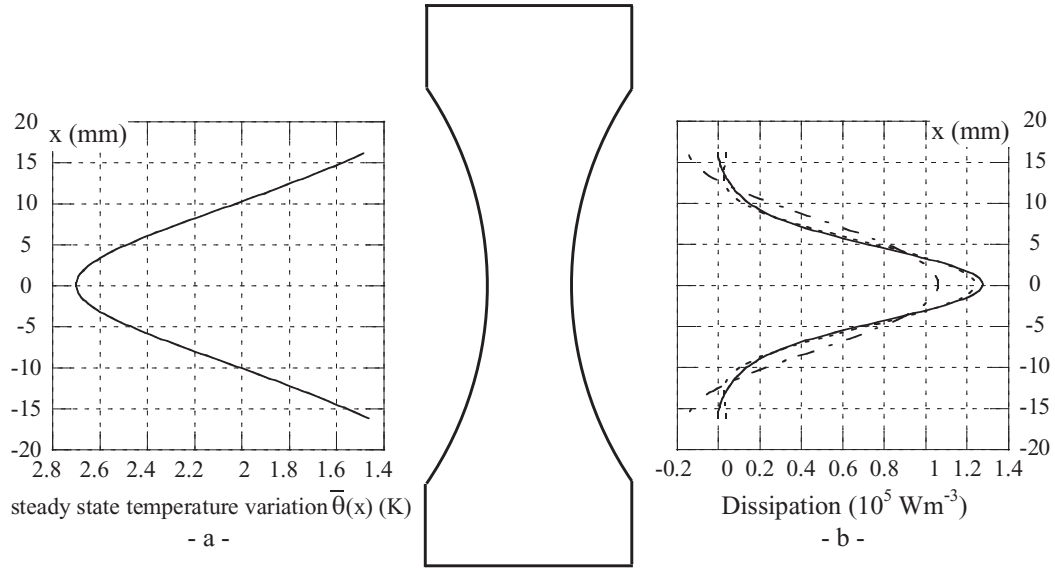 20
x (mm)
15
10
5
0
-5
-10
-15
-20
2.8 2.6 2.4 2.2 2 1.8 1.6 1.4
steady state temperature variation θ̅(x) (K)
- a -
x (mm)
20
15
10
5
0
-5
-10
-15
-20
-0.2 0 0.2 0.4 0.6 0.8 1 1.2 1.4
Dissipation (10⁵ Wm⁻³)
- b -